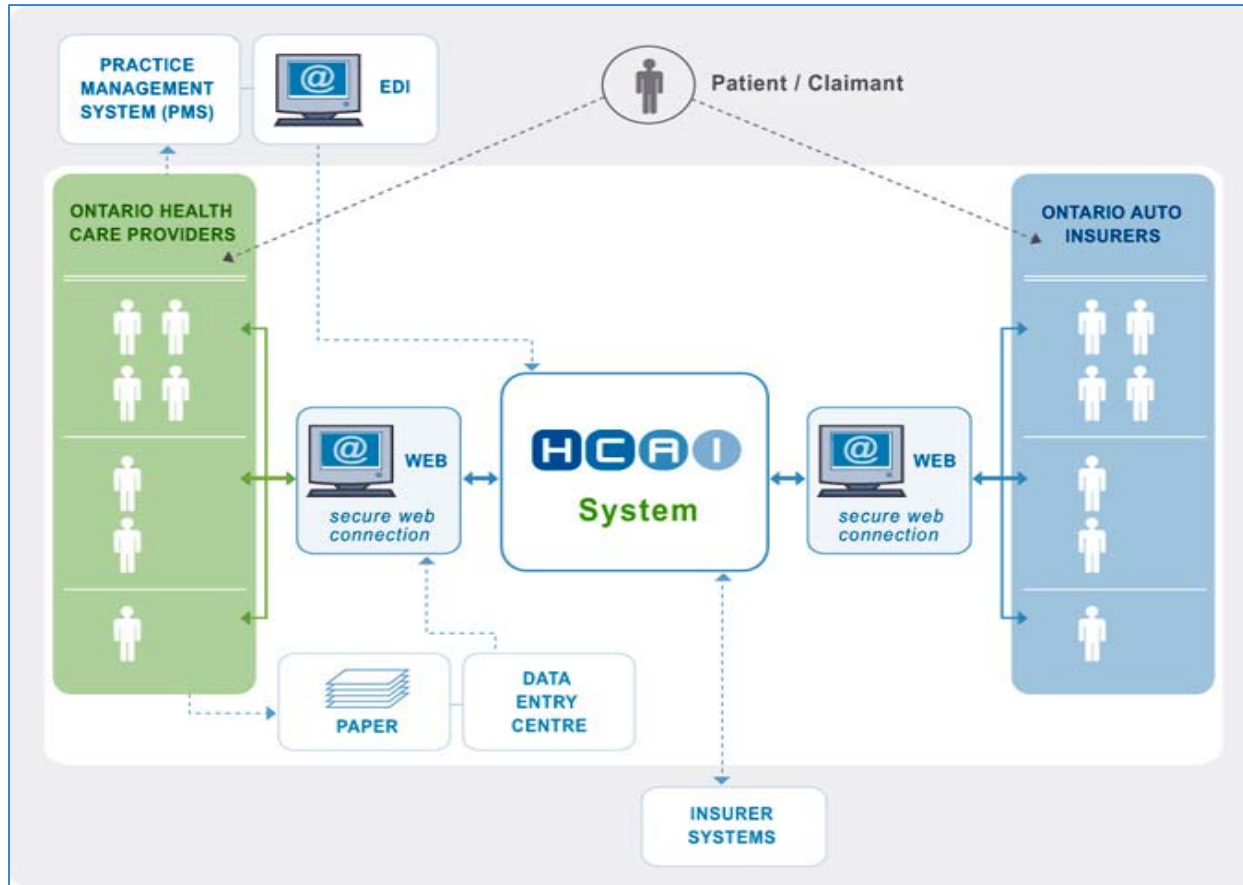 PRACTICE
MANAGEMENT
SYSTEM (PMS)
@
EDI
Patient / Claimant
ONTARIO HEALTH
CARE PROVIDERS
ONTARIO AUTO
INSURERS
@
WEB
secure web
connection
HCAI
System
@
WEB
secure web
connection
PAPER
DATA
ENTRY
CENTRE
INSURER
SYSTEMS